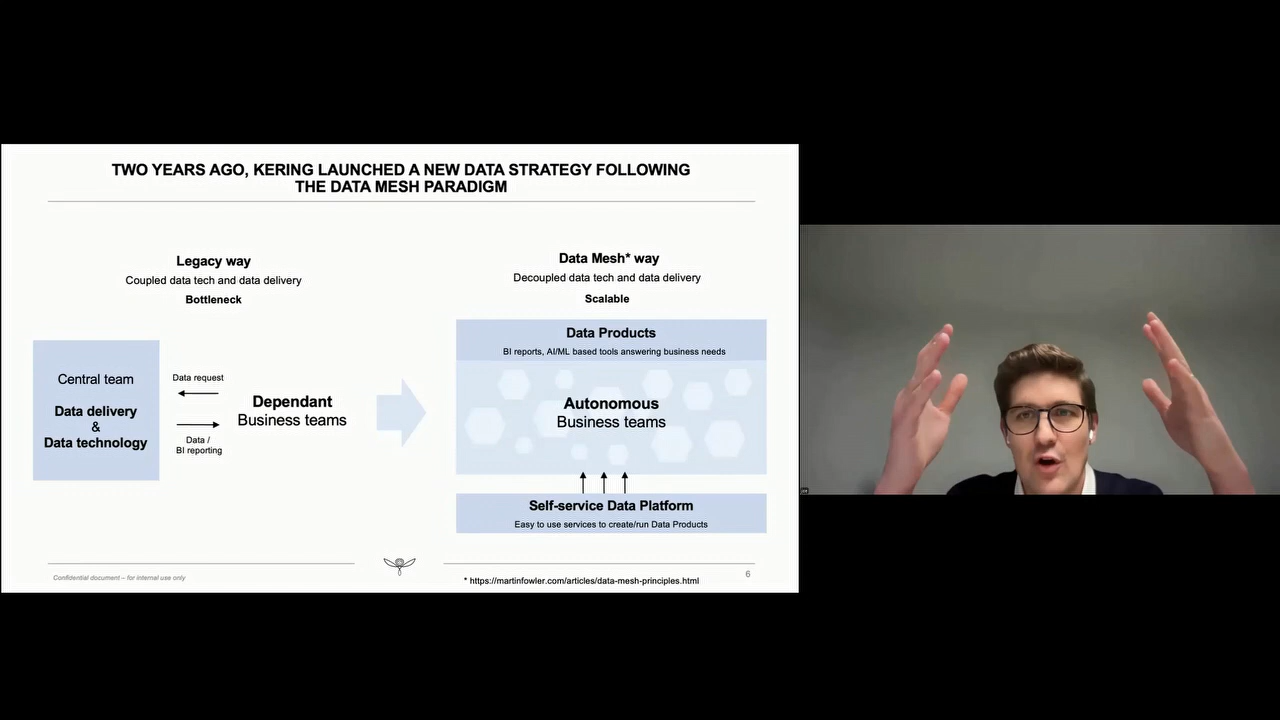 TWO YEARS AGO, KERING LAUNCHED A NEW DATA STRATEGY FOLLOWING
THE DATA MESH PARADIGM
Legacy way
Coupled data tech and data delivery
Bottleneck
Central team
Data delivery
&
Data technology
Data request
Data /
BI reporting
Dependant
Business teams
Data Mesh* way
Decoupled data tech and data delivery
Scalable
Data Products
BI reports, AI/ML based tools answering business needs
Autonomous
Business teams
Self-service Data Platform
Easy to use services to create/run Data Products
Confidential document – for internal use only
* https://martinfowler.com/articles/data-mesh-principles.html
6